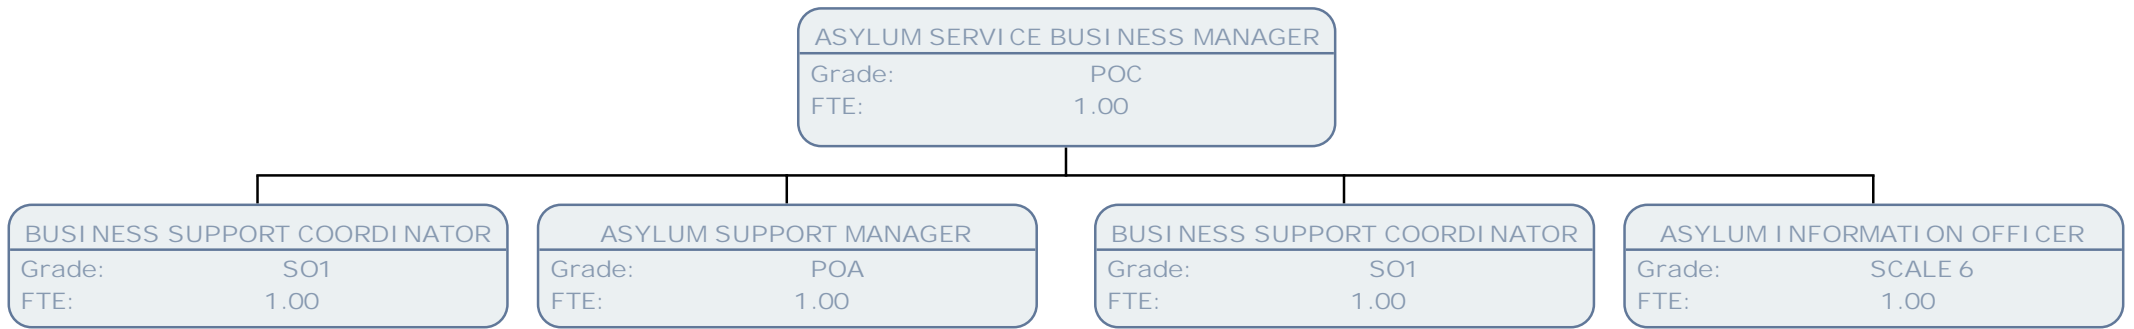 ASYLUM SERVICE BUSINESS MANAGER
Grade: POC
FTE: 1.00
BUSINESS SUPPORT COORDINATOR
Grade: SO1
FTE: 1.00
ASYLUM SUPPORT MANAGER
Grade: POA
FTE: 1.00
BUSINESS SUPPORT COORDINATOR
Grade: SO1
FTE: 1.00
ASYLUM INFORMATION OFFICER
Grade: SCALE 6
FTE: 1.00